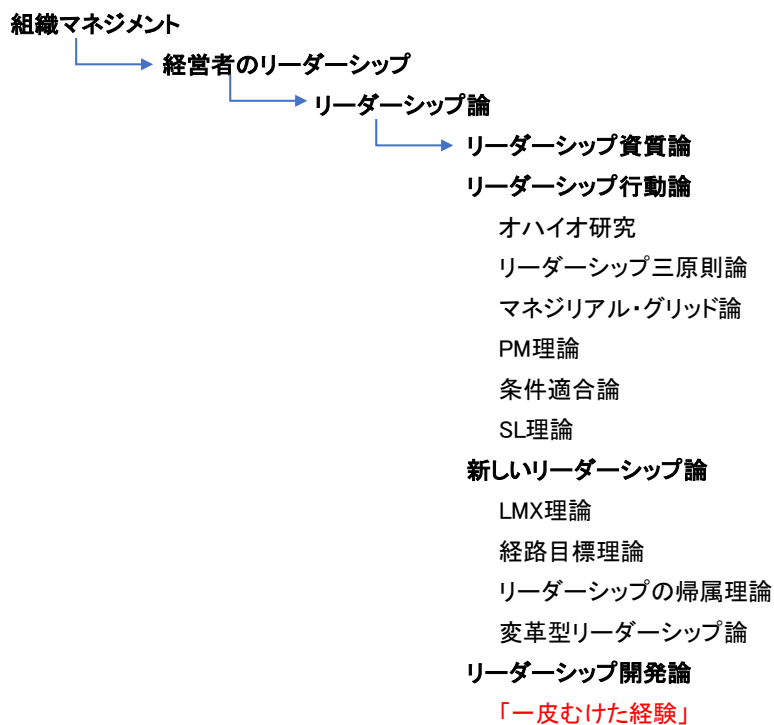 組織マネジメント
経営者のリーダーシップ
リーダーシップ論
リーダーシップ資質論
リーダーシップ行動論
オハイオ研究
リーダーシップ三原則論
マネジリアル・グリッド論
PM理論
条件適合論
SL理論
新しいリーダーシップ論
LMX理論
経路目標理論
リーダーシップの帰属理論
変革型リーダーシップ論
リーダーシップ開発論
「一皮むけた経験」